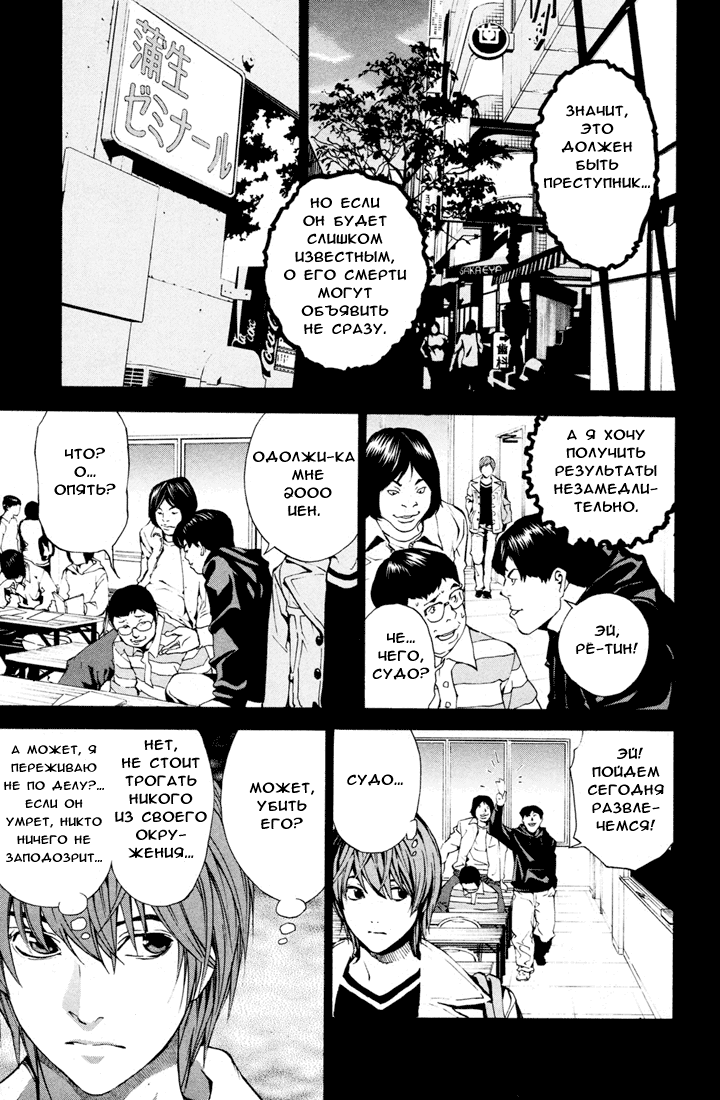 ЗНАЧИТ,
ЭТО
ДОЛЖЕН
БЫТЬ
ПРЕСТУПНИК...
НО ЕСЛИ
ОН БУДЕТ
СЛИШКОМ
ИЗВЕСТНЫМ,
О ЕГО СМЕРТИ
МОГУТ
ОБЪЯВИТЬ
НЕ СРАЗУ.
SAKAEYA
蒲生
ゼミナール
Coca
А Я ХОЧУ
ПОЛУЧИТЬ
РЕЗУЛЬТАТЫ
НЕЗАМЕДЛИ-
ТЕЛЬНО.
ЭЙ,
РЁ-ТИН!
ЧЕ...
ЧЕГО,
СУДО?
ОДОЛЖИ-КА
МНЕ
2000
ИЕН.
ЧТО?
О...
ОПЯТЬ?
ЭЙ!
ПОЙДЕМ
СЕГОДНЯ
РАЗВЛЕ-
ЧЕМСЯ!
СУДО...
МОЖЕТ,
УБИТЬ
ЕГО?
НЕТ,
НЕ СТОИТ
ТРОГАТЬ
НИКОГО
ИЗ СВОЕГО
ОКРУ-
ЖЕНИЯ...
А МОЖЕТ, Я
ПЕРЕЖИВАЮ
НЕ ПО ДЕЛУ?...
ЕСЛИ ОН
УМРЕТ, НИКТО
НИЧЕГО НЕ
ЗАПОДОЗРИТ...